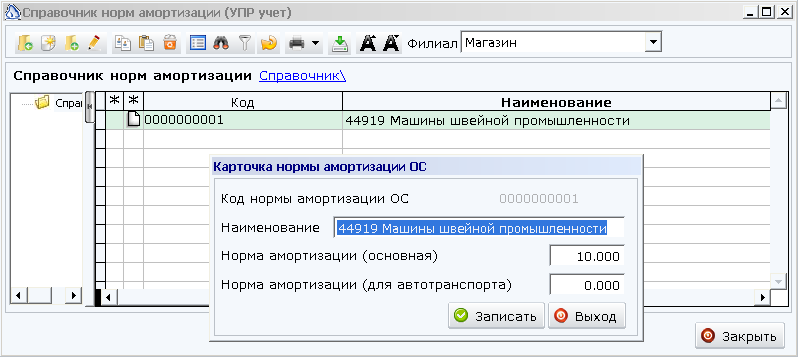 Справочник норм амортизации (УПР учет)
Филиал Магазин
Справочник норм амортизации Справочник\
Спра Код Наименование
0000000001 44919 Машины швейной промышленности
Карточка нормы амортизации ОС
Код нормы амортизации ОС 0000000001
Наименование 44919 Машины швейной промышленности
Норма амортизации (основная) 10.000
Норма амортизации (для автотранспорта) 0.000
Записать Выход
Закрыть